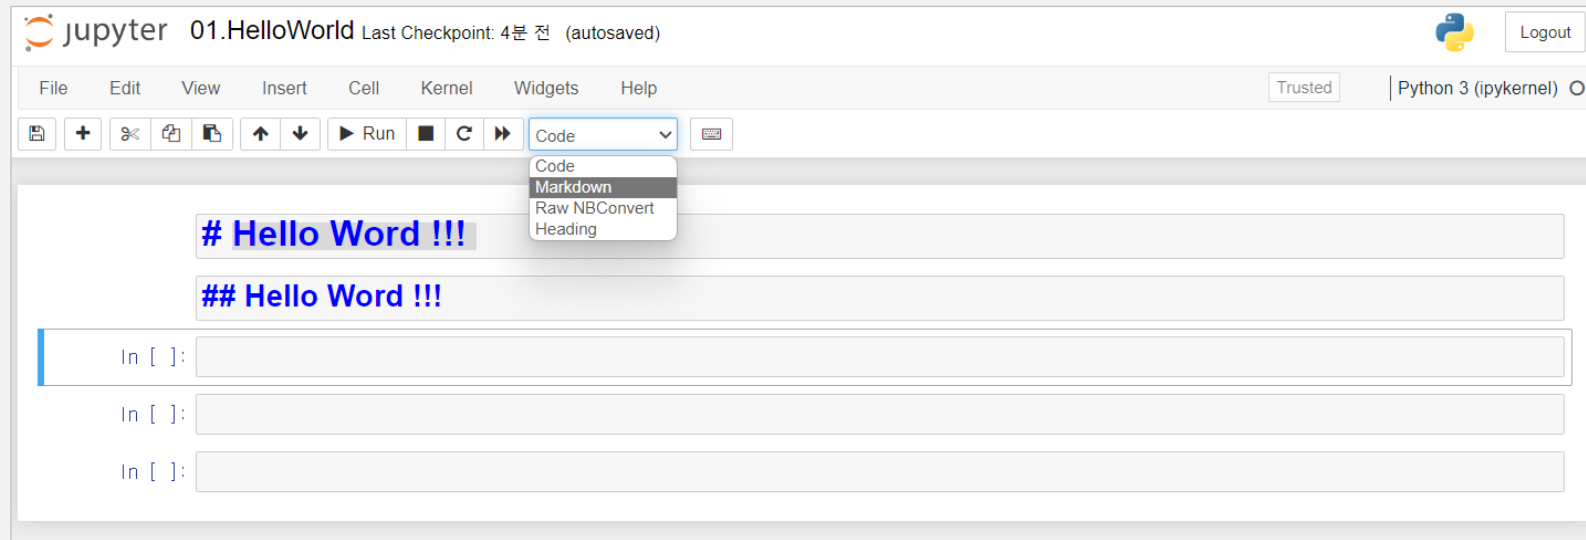 jupyter 01.HelloWorld Last Checkpoint: 4분 전 (autosaved) Logout
File Edit View Insert Cell Kernel Widgets Help Trusted Python 3 (ipykernel)
Run Code
Code
Markdown
Raw NBConvert
Heading
# Hello Word !!!
## Hello Word !!!
In [ ]:
In [ ]:
In [ ]: